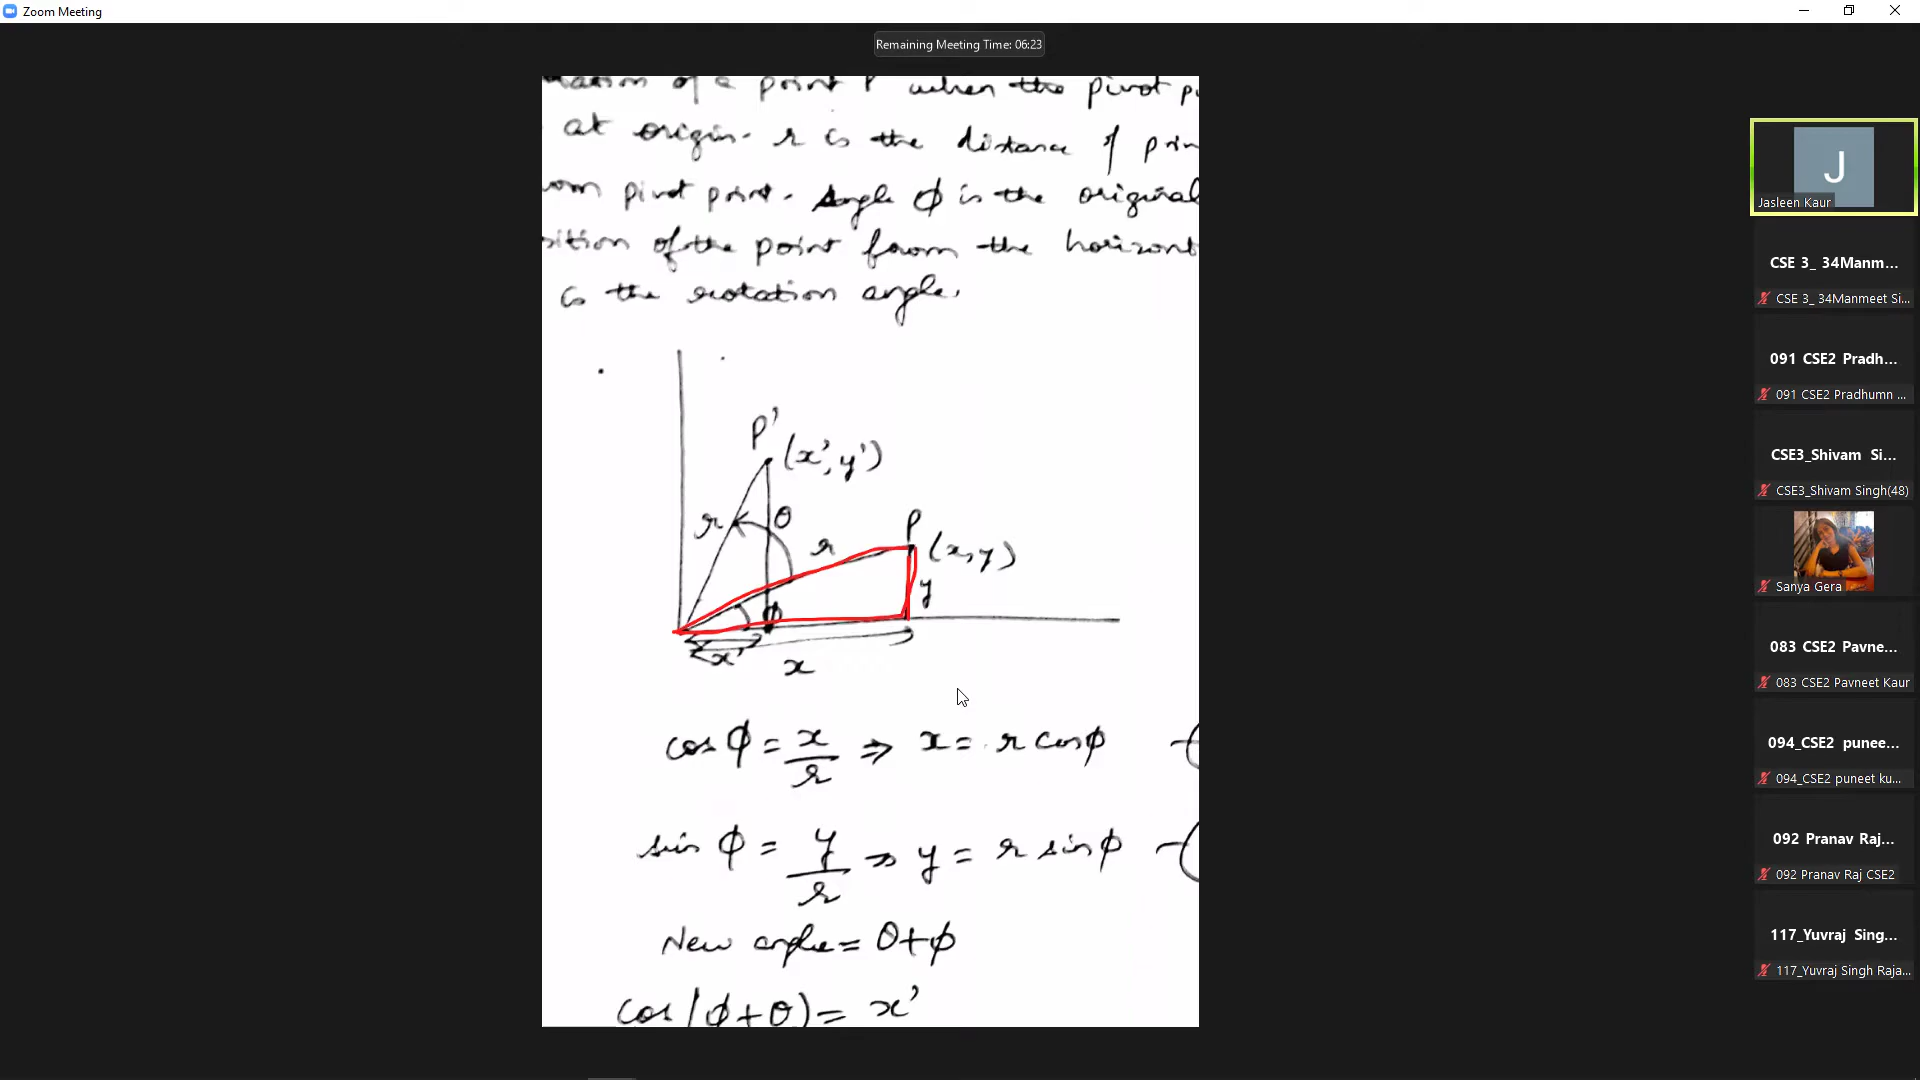 Zoom Meeting
Remaining Meeting Time: 06:23
of a point P when the pivot
at origin. r is the distance of
pivot point. Angle φ is the original
of the point from the
is the rotation angle.
P'
(x', y')
r
θ
r
P
(x, y)
y
φ
x'
x
cos φ = x/r ⇒ x = r cos φ
sin φ = y/r ⇒ y = r sin φ
New angle = θ+φ
cos(φ+θ) = x'
J
Jasleen Kaur
CSE 3_ 34Manm...
CSE 3_ 34Manmeet Si...
091 CSE2 Pradh...
091 CSE2 Pradhumn ...
CSE3_Shivam Si...
CSE3_Shivam Singh(48)
Sanya Gera
083 CSE2 Pavne...
083 CSE2 Pavneet Kaur
094_CSE2 punee...
094_CSE2 puneet ku...
092 Pranav Raj...
092 Pranav Raj CSE2
117_Yuvraj Sing...
117_Yuvraj Singh Raja...